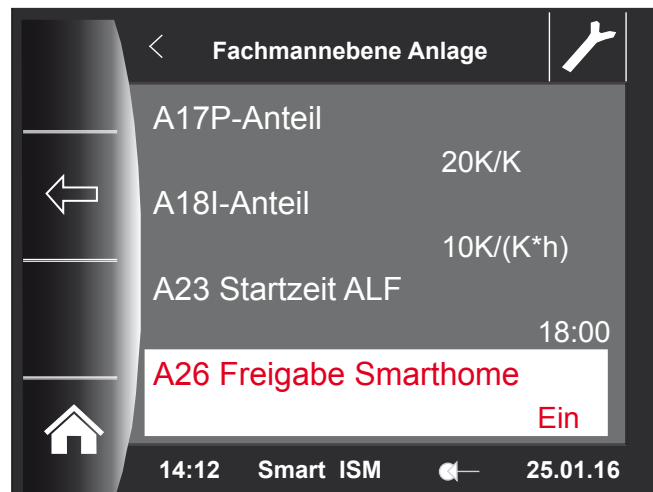 Fachmannebene Anlage
A17P-Anteil
20K/K
A18I-Anteil
10K/(K*h)
A23 Startzeit ALF
18:00
A26 Freigabe Smarthome
Ein
14:12 Smart ISM 25.01.16